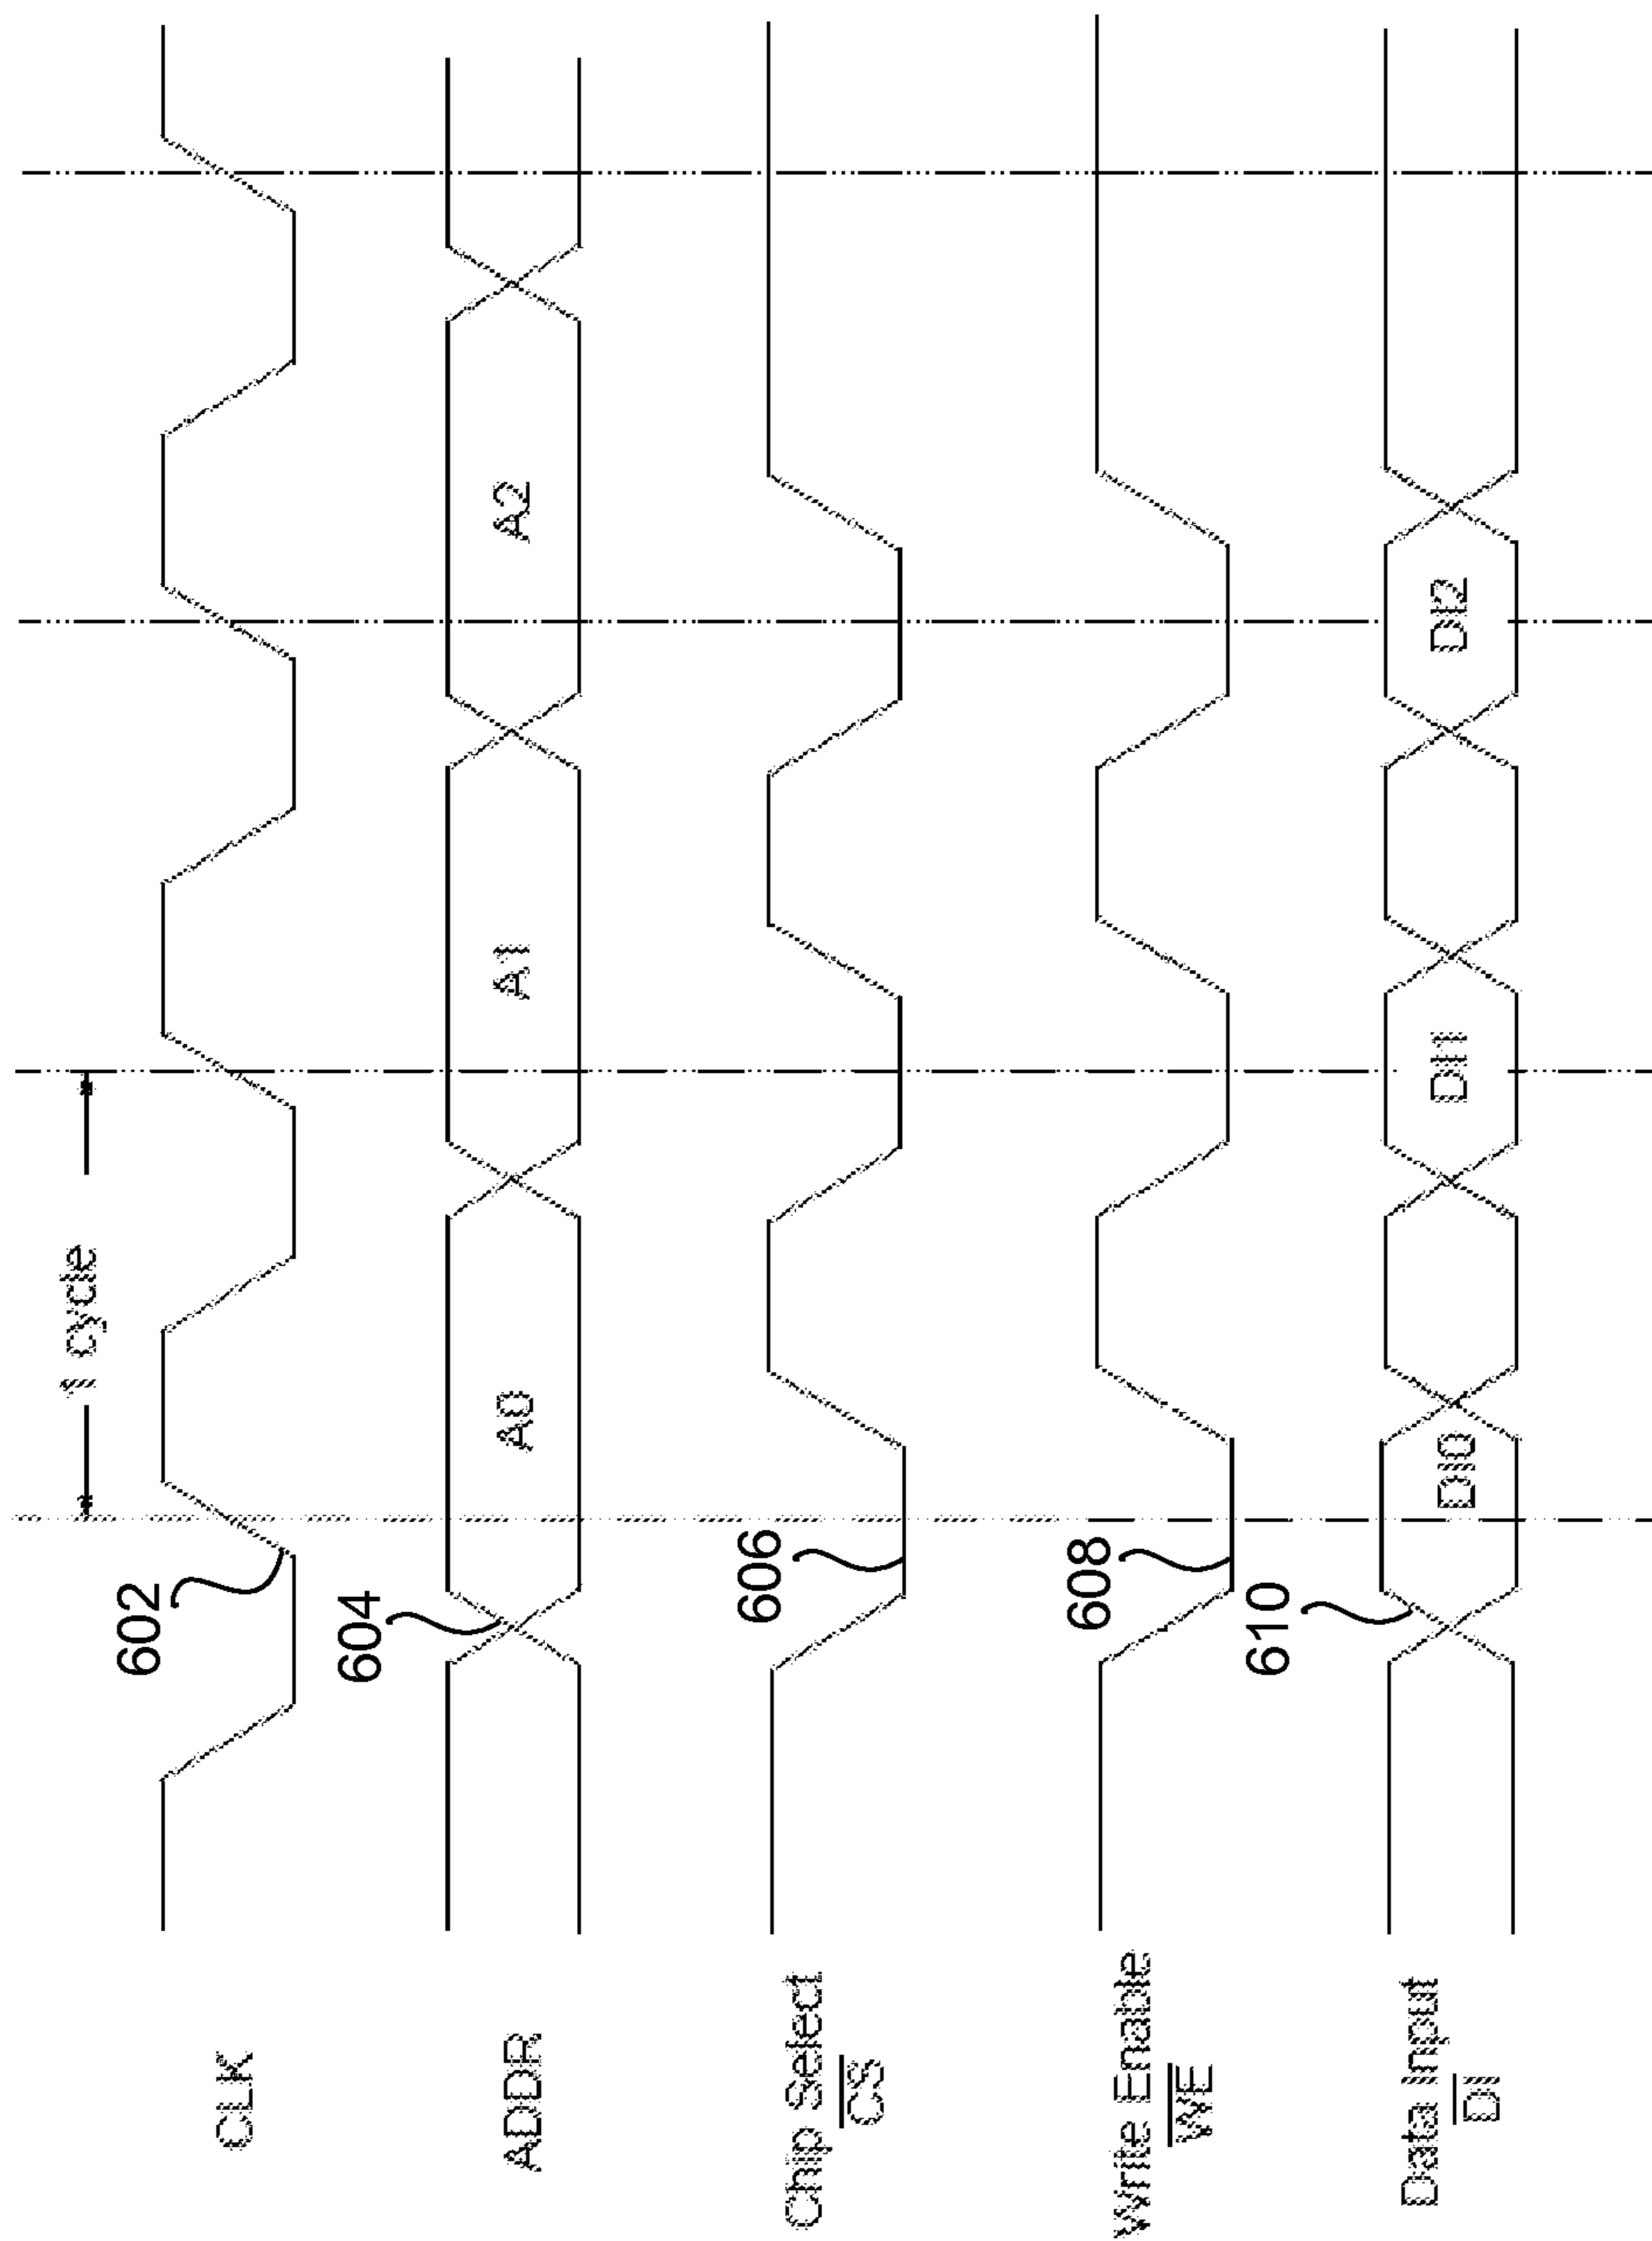 1 cycle
602
CLK
604
A0
A1
A2
ADDR
606
Chip Select
CS
608
Write Enable
WE
610
DI0
DI1
DI2
Data Input
DI